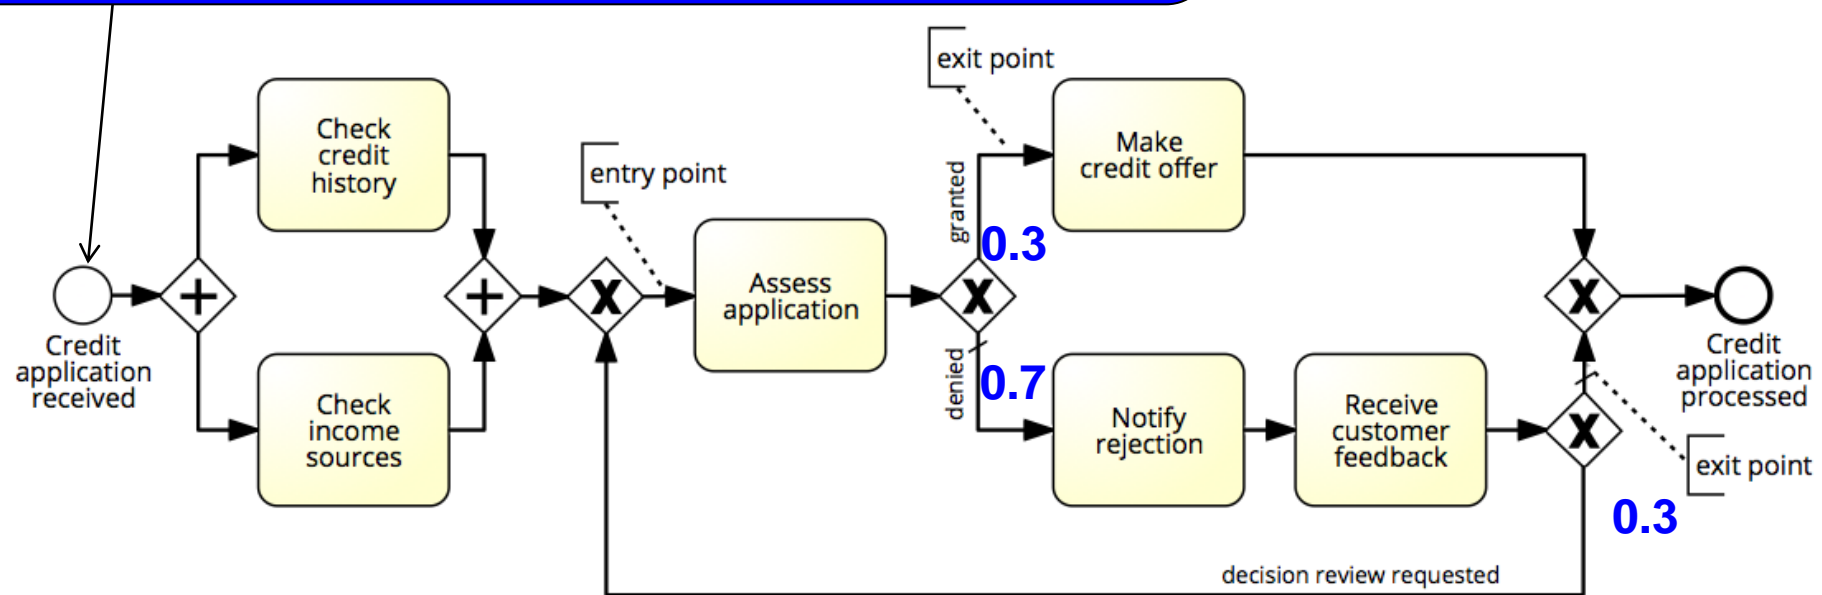 exit point
Check
credit
history
Make
credit offer
entry point
granted
0.3
Assess
application
Credit
application
received
denied
0.7
Credit
application
processed
Check
income
sources
Notify
rejection
Receive
customer
feedback
exit point
0.3
decision review requested